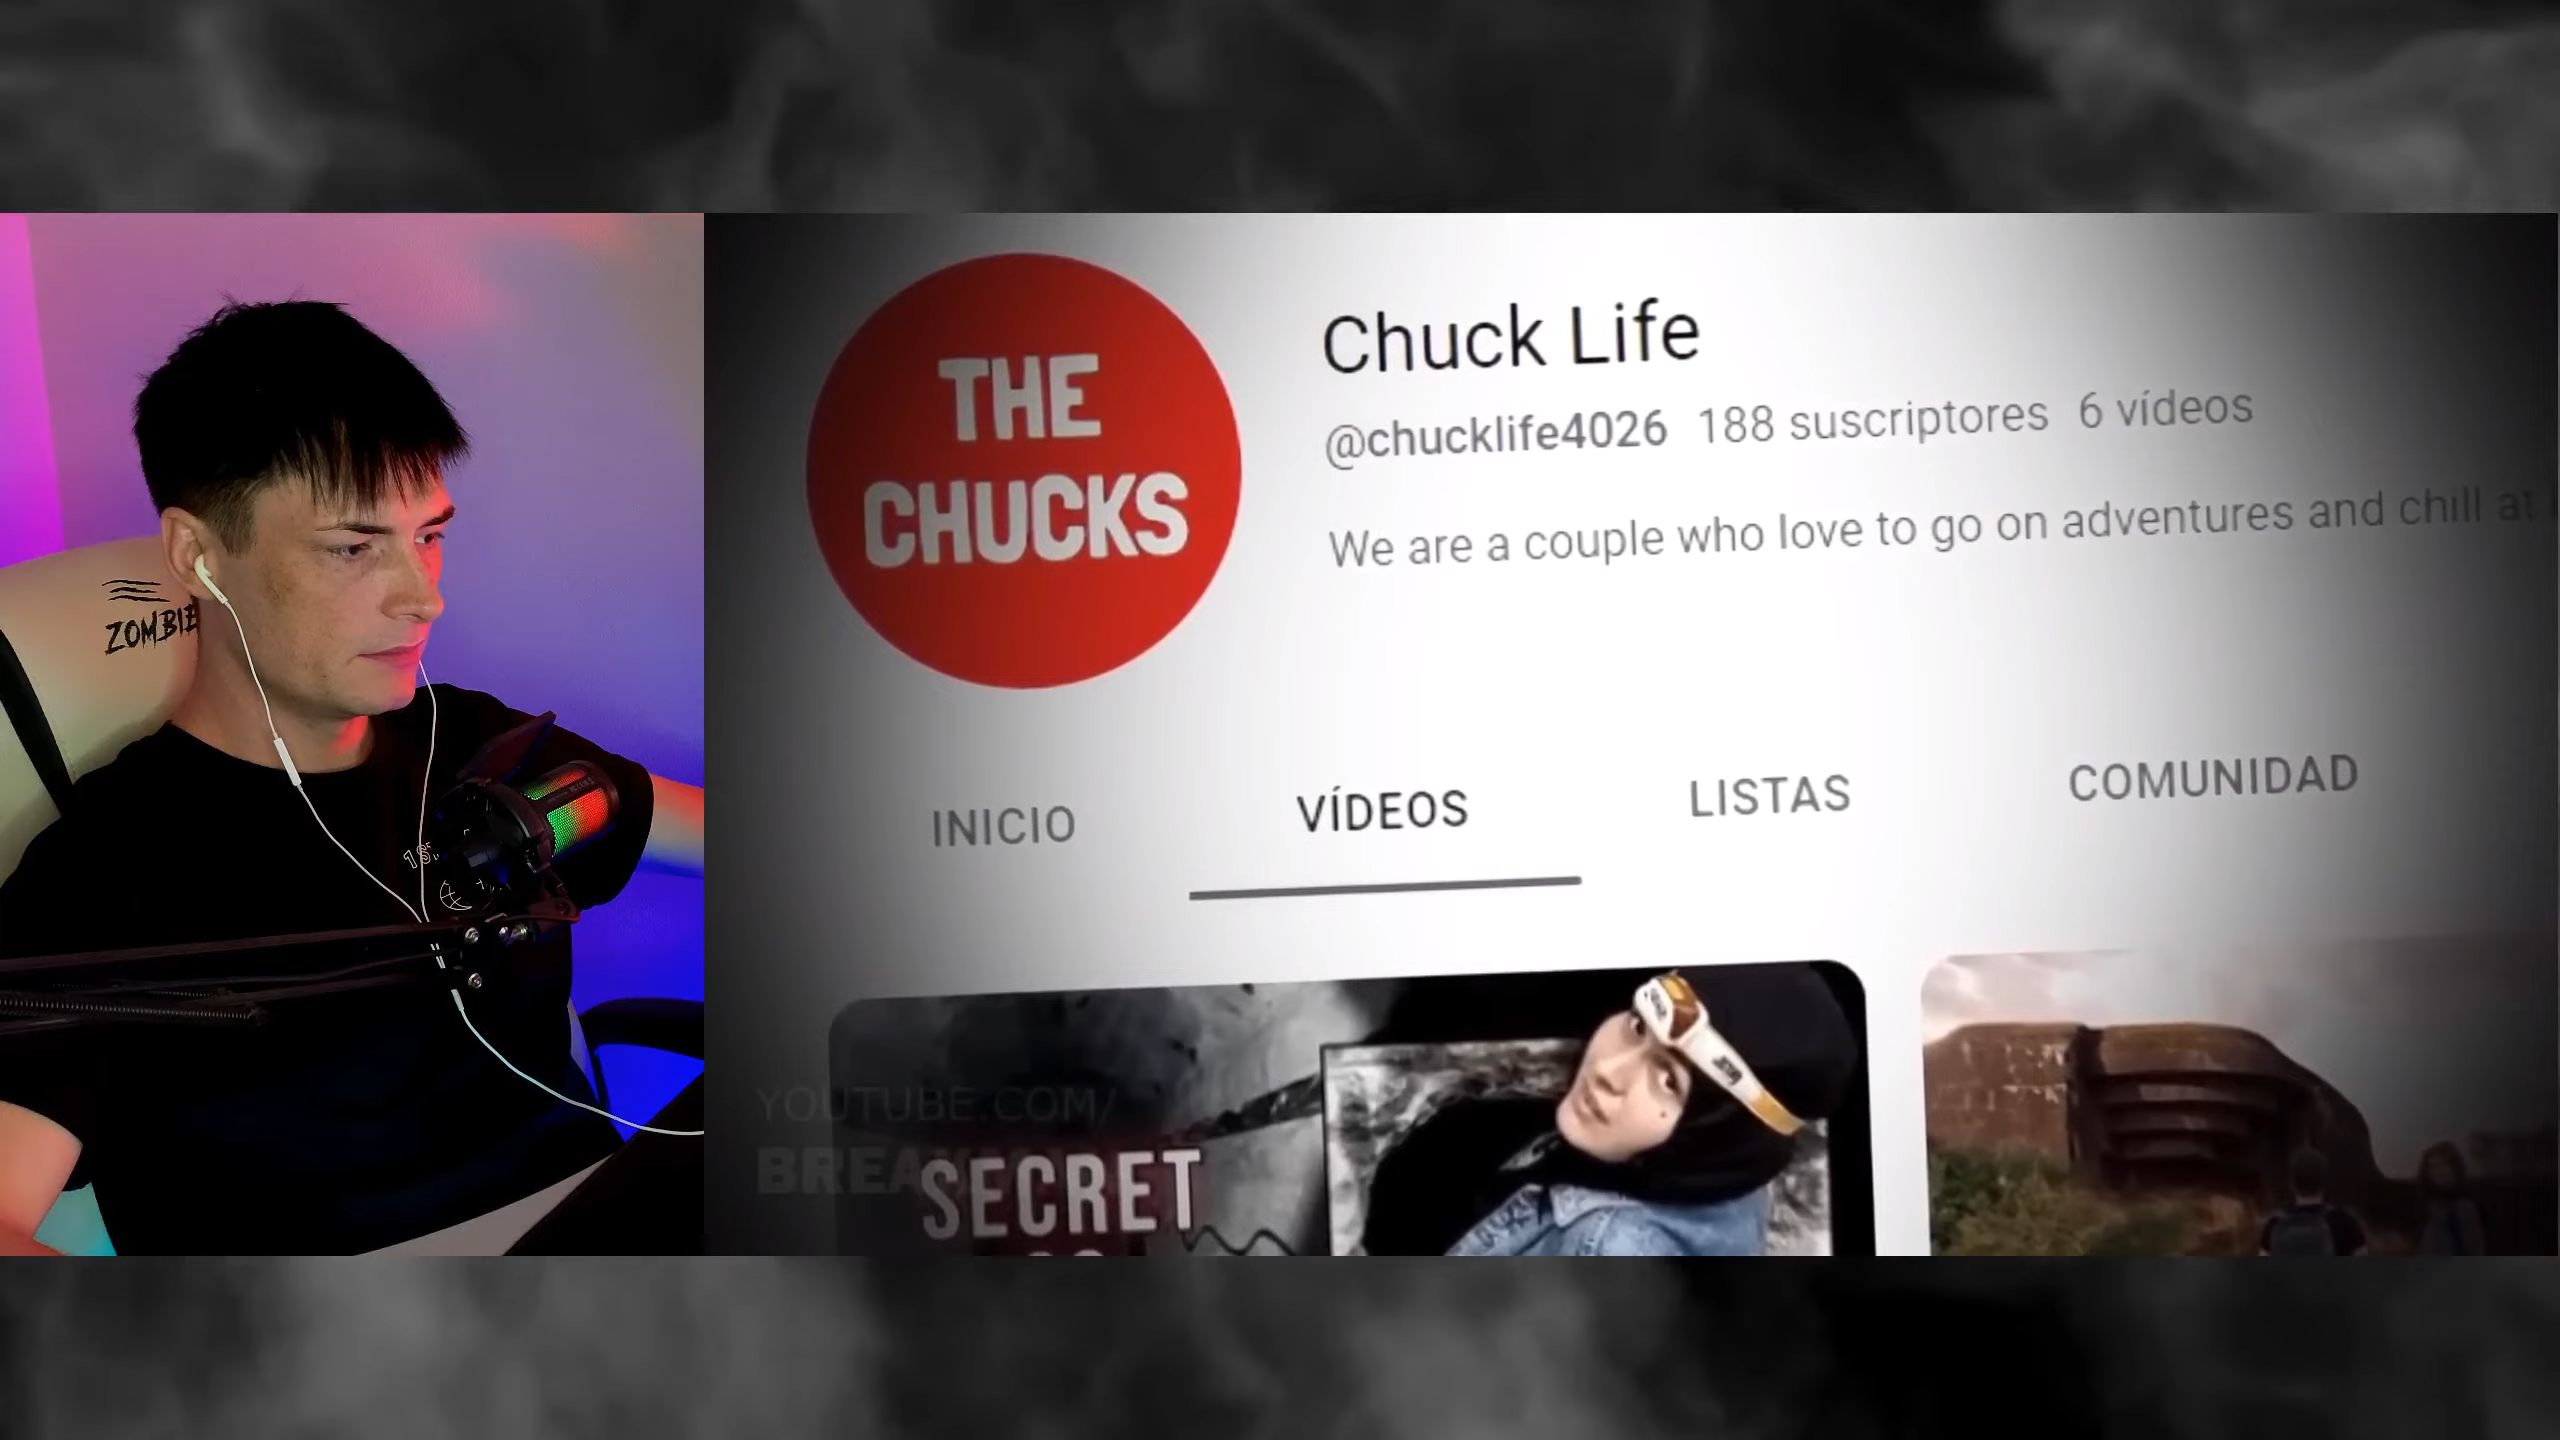 ZOMBIE
THE
CHUCKS
Chuck Life
@chucklife4026 188 suscriptores 6 vídeos
We are a couple who love to go on adventures and chill at
INICIO
VÍDEOS
LISTAS
COMUNIDAD
YOUTUBE.COM/
SECRET